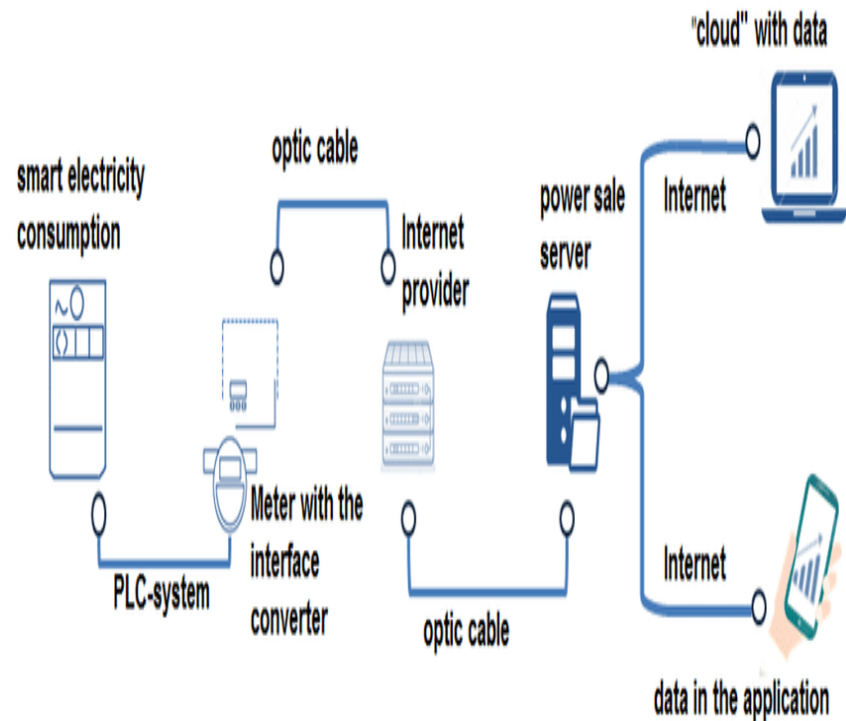 "cloud" with data
optic cable
smart electricity
consumption
Internet
provider
power sale
server
Internet
Meter with the
interface
converter
PLC-system
optic cable
Internet
data in the application